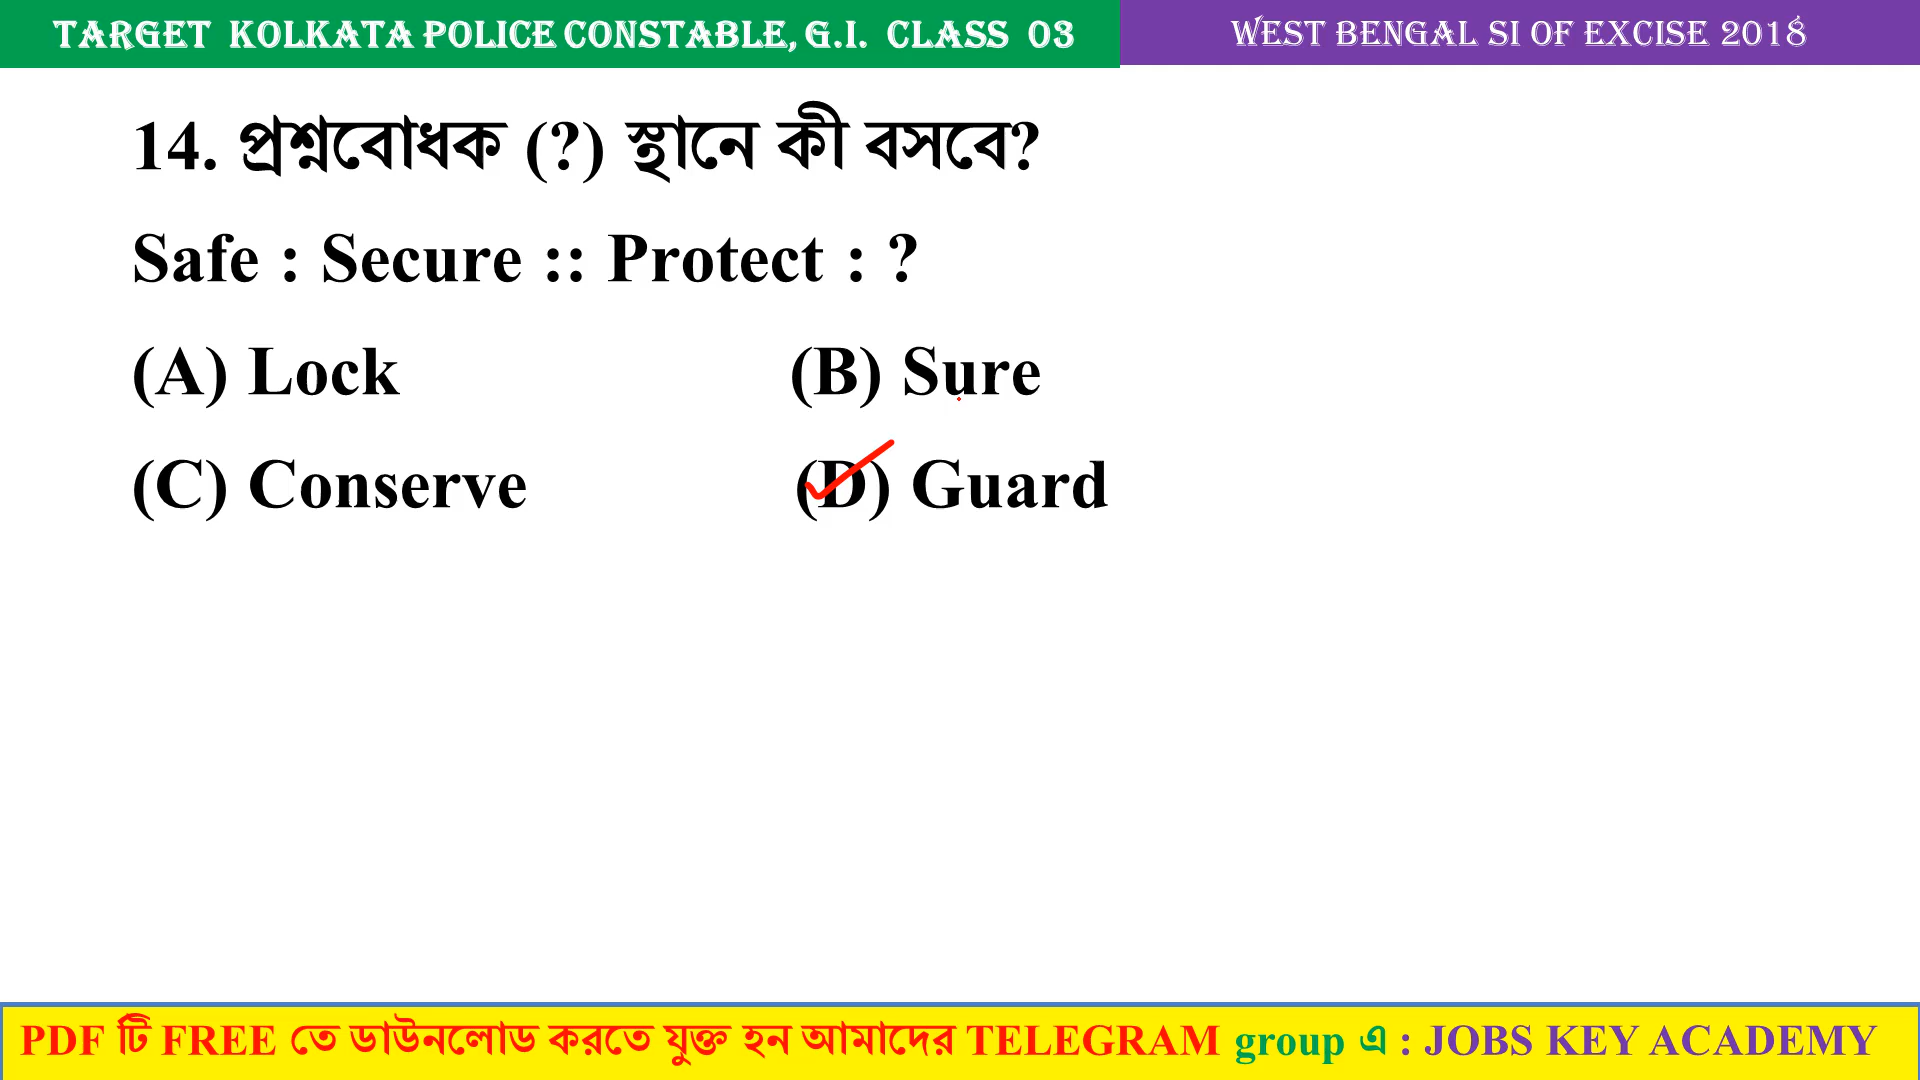 TARGET KOLKATA POLICE CONSTABLE, G.I. CLASS 03
WEST BENGAL SI OF EXCISE 2018
14. প্রশ্নবোধক (?) স্থানে কী বসবে?
Safe : Secure :: Protect : ?
(A) Lock (B) Sure
(C) Conserve (D) Guard
PDF টি FREE তে ডাউনলোড করতে যুক্ত হন আমাদের TELEGRAM group এ : JOBS KEY ACADEMY